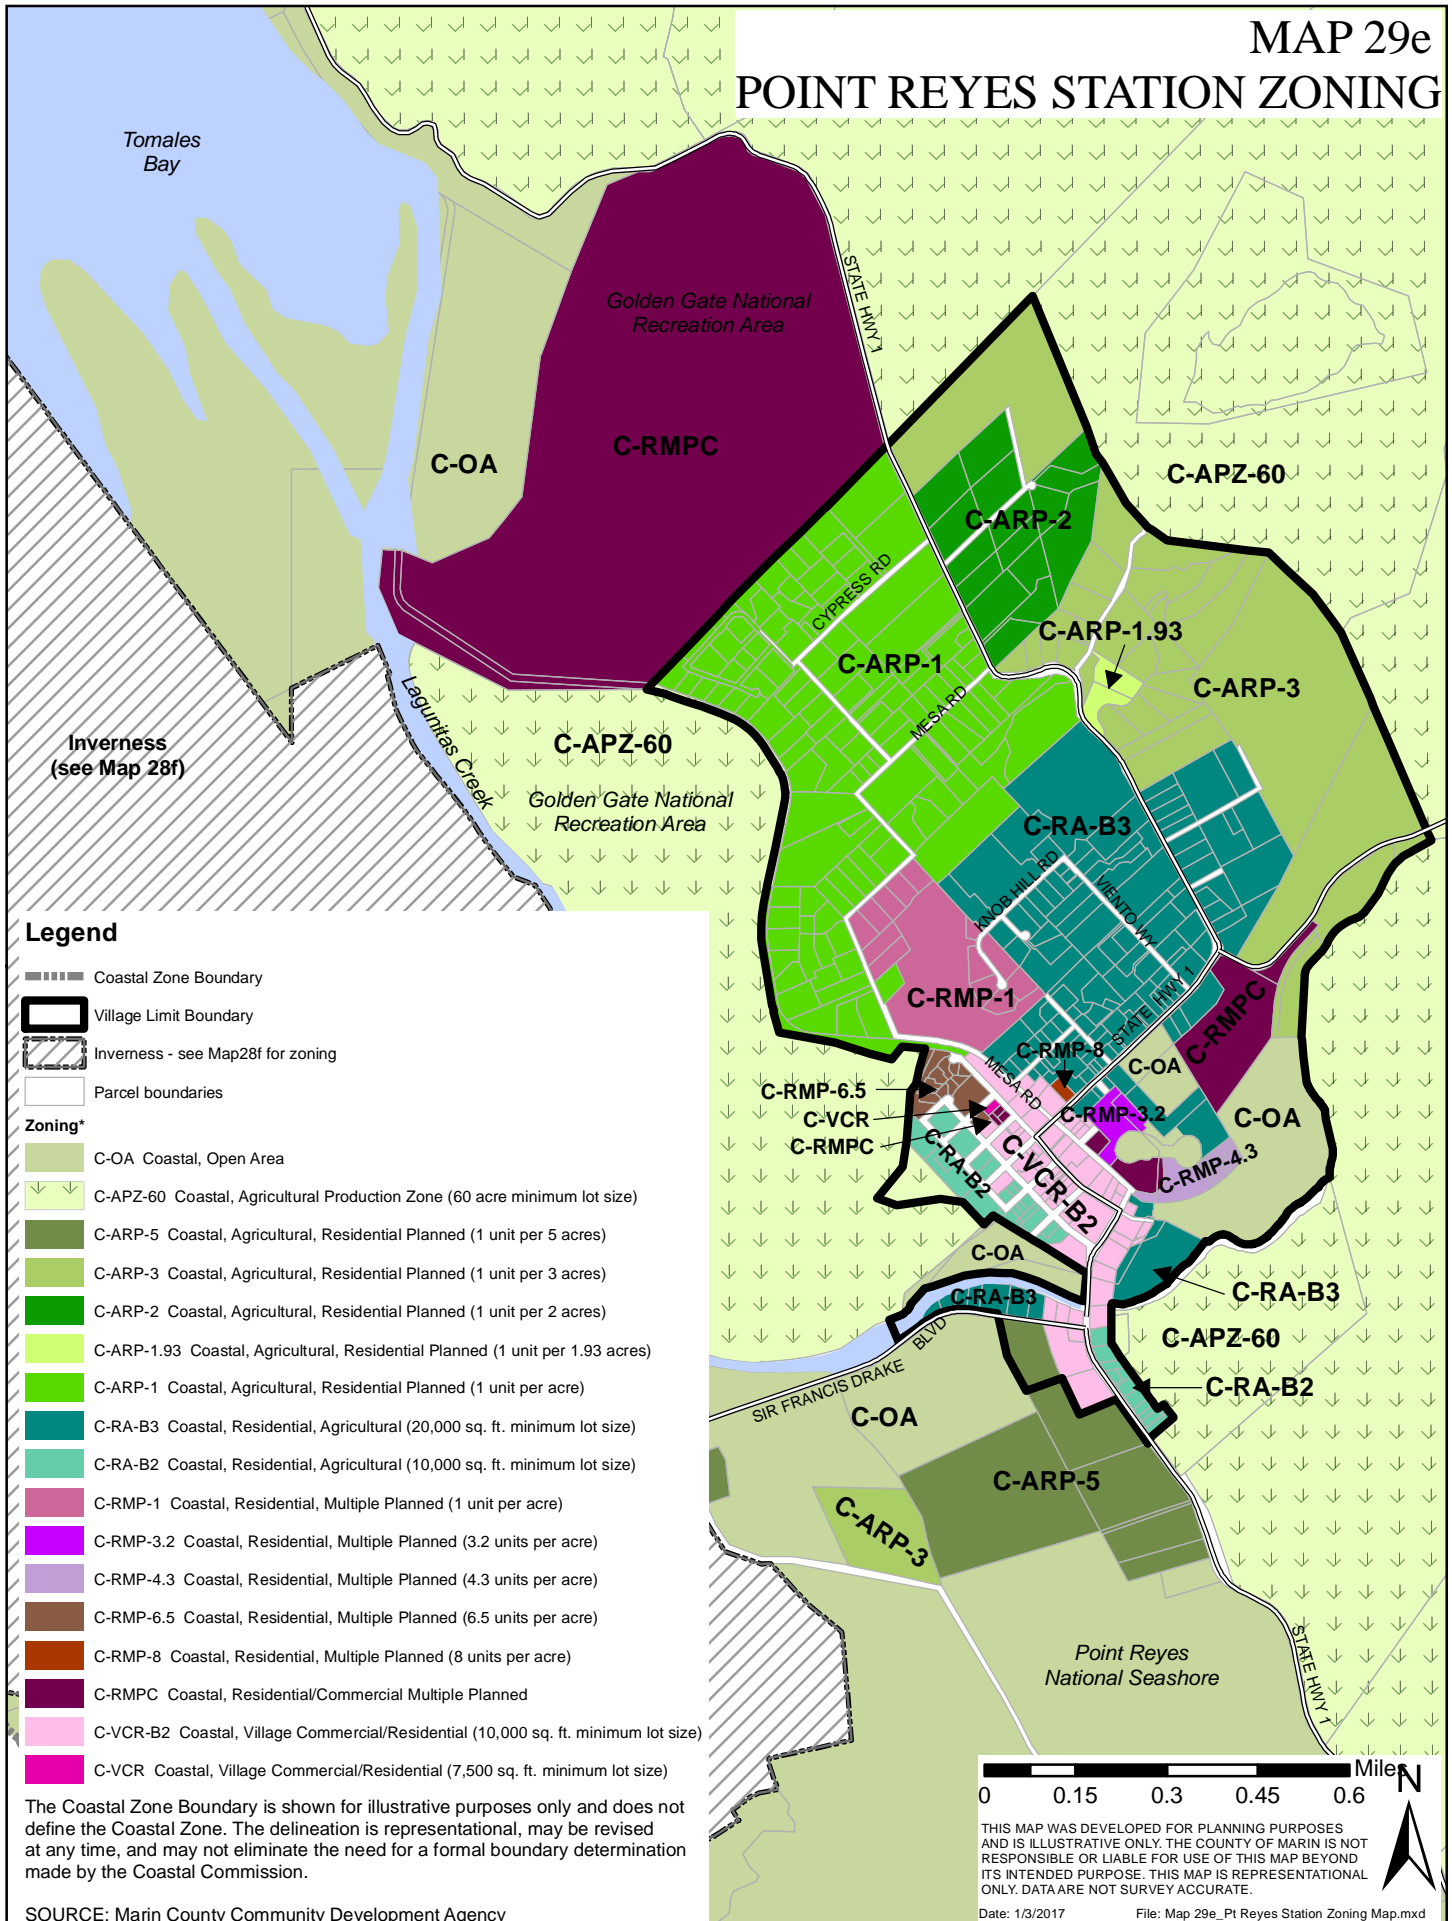 MAP 29e
POINT REYES STATION ZONING
Tomales
Bay
Golden Gate National
Recreation Area
STATE HWY 1
C-RMPC
C-OA
C-APZ-60
C-ARP-2
CYPRESS RD
C-ARP-1.93
C-ARP-1
C-ARP-3
MESA RD
Lagunitas Creek
Inverness
(see Map 28f)
C-APZ-60
Golden Gate National
Recreation Area
C-RA-B3
KNOB HILL RD
VIENTO WY
C-RMP-1
STATE HWY 1
C-RMPC
C-RMP-8
C-OA
MESA RD
C-RMP-6.5
C-VCR
C-RMPC
C-RMP-3.2
C-OA
C-RA-B2
C-VCR-B2
C-RMP-4.3
C-OA
C-RA-B3
C-RA-B3
C-APZ-60
C-RA-B2
SIR FRANCIS DRAKE BLVD
C-OA
C-ARP-5
C-ARP-3
Point Reyes
National Seashore
STATE HWY 1
Legend
Coastal Zone Boundary
Village Limit Boundary
Inverness - see Map28f for zoning
Parcel boundaries
Zoning*
C-OA Coastal, Open Area
C-APZ-60 Coastal, Agricultural Production Zone (60 acre minimum lot size)
C-ARP-5 Coastal, Agricultural, Residential Planned (1 unit per 5 acres)
C-ARP-3 Coastal, Agricultural, Residential Planned (1 unit per 3 acres)
C-ARP-2 Coastal, Agricultural, Residential Planned (1 unit per 2 acres)
C-ARP-1.93 Coastal, Agricultural, Residential Planned (1 unit per 1.93 acres)
C-ARP-1 Coastal, Agricultural, Residential Planned (1 unit per acre)
C-RA-B3 Coastal, Residential, Agricultural (20,000 sq. ft. minimum lot size)
C-RA-B2 Coastal, Residential, Agricultural (10,000 sq. ft. minimum lot size)
C-RMP-1 Coastal, Residential, Multiple Planned (1 unit per acre)
C-RMP-3.2 Coastal, Residential, Multiple Planned (3.2 units per acre)
C-RMP-4.3 Coastal, Residential, Multiple Planned (4.3 units per acre)
C-RMP-6.5 Coastal, Residential, Multiple Planned (6.5 units per acre)
C-RMP-8 Coastal, Residential, Multiple Planned (8 units per acre)
C-RMPC Coastal, Residential/Commercial Multiple Planned
C-VCR-B2 Coastal, Village Commercial/Residential (10,000 sq. ft. minimum lot size)
C-VCR Coastal, Village Commercial/Residential (7,500 sq. ft. minimum lot size)
The Coastal Zone Boundary is shown for illustrative purposes only and does not
define the Coastal Zone. The delineation is representational, may be revised
at any time, and may not eliminate the need for a formal boundary determination
made by the Coastal Commission.
SOURCE: Marin County Community Development Agency
Miles
0 0.15 0.3 0.45 0.6
N
THIS MAP WAS DEVELOPED FOR PLANNING PURPOSES
AND IS ILLUSTRATIVE ONLY. THE COUNTY OF MARIN IS NOT
RESPONSIBLE OR LIABLE FOR USE OF THIS MAP BEYOND
ITS INTENDED PURPOSE. THIS MAP IS REPRESENTATIONAL
ONLY. DATA ARE NOT SURVEY ACCURATE.
Date: 1/3/2017 File: Map 29e_Pt Reyes Station Zoning Map.mxd